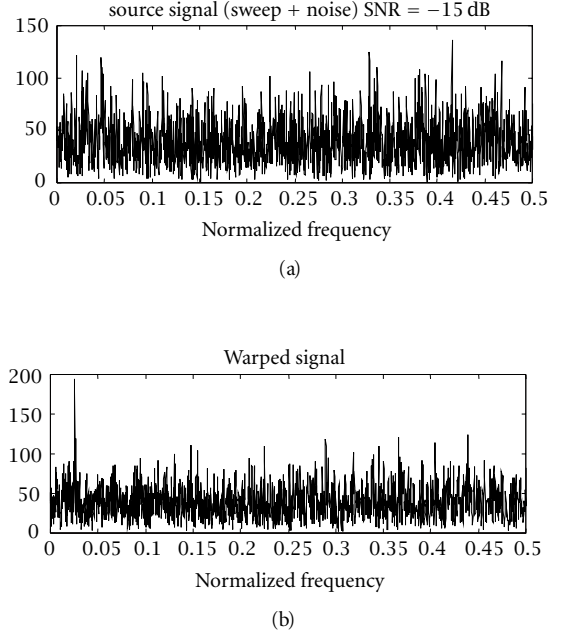 source signal (sweep + noise) SNR = −15 dB
150
100
50
0
0 0.05 0.1 0.15 0.2 0.25 0.3 0.35 0.4 0.45 0.5
Normalized frequency
(a)
Warped signal
200
150
100
50
0
0 0.05 0.1 0.15 0.2 0.25 0.3 0.35 0.4 0.45 0.5
Normalized frequency
(b)